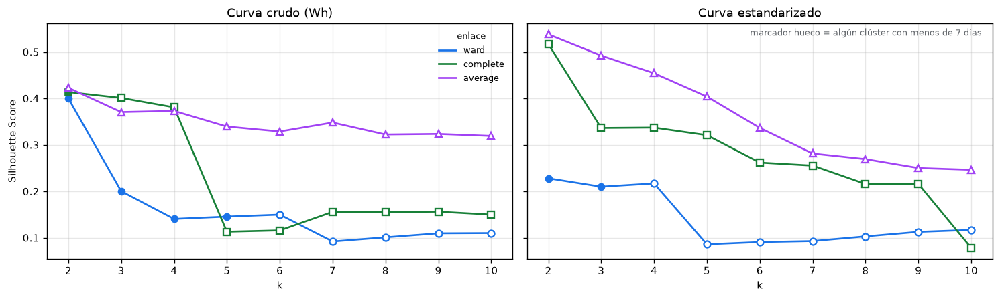 Curva crudo (Wh)
Silhouette Score
0.5
0.4
0.3
0.2
0.1
enlace
ward
complete
average
2 3 4 5 6 7 8 9 10
k
Curva estandarizado
marcador hueco = algún clúster con menos de 7 días
2 3 4 5 6 7 8 9 10
k